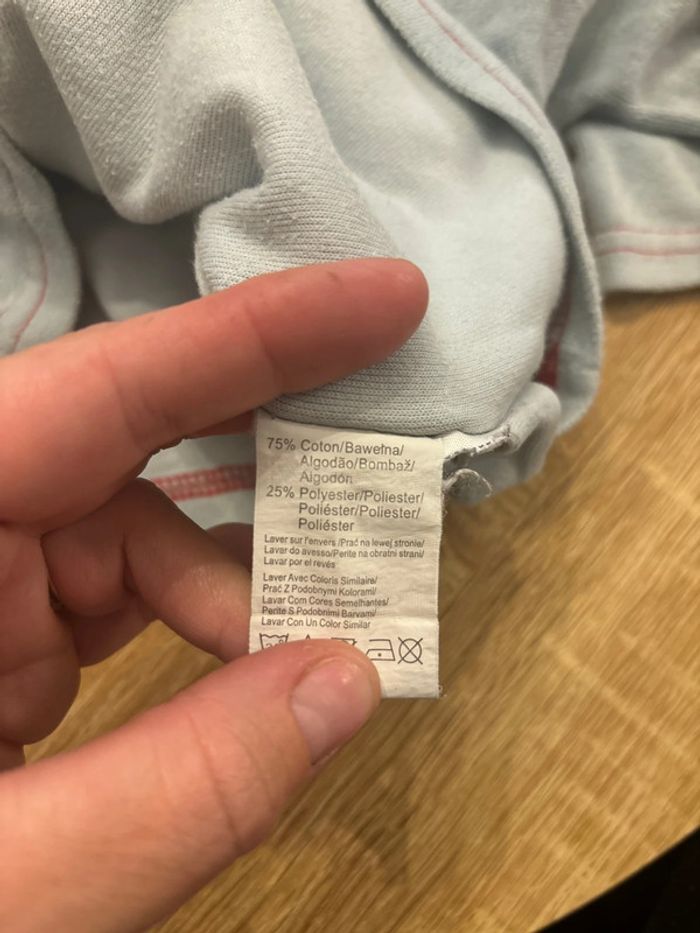 75% Coton/Bawełna/
Algodão/Bombaž/
Algodón
25% Polyester/Poliester/
Poliéster/Poliester/
Poliéster
Laver sur l'envers /Prać na lewej stronie/
Lavar do avesso/Perite na obratni strani/
Lavar por el revés
Laver Avec Coloris Similaire/
Prać Z Podobnymi Kolorami/
Lavar Com Cores Semelhantes/
Perite S Podobnimi Barvami/
Lavar Con Un Color Similar